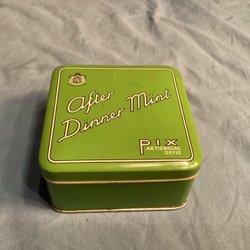 After
Dinner Mint
PIX
AKTIEBOLAG
GEFLE